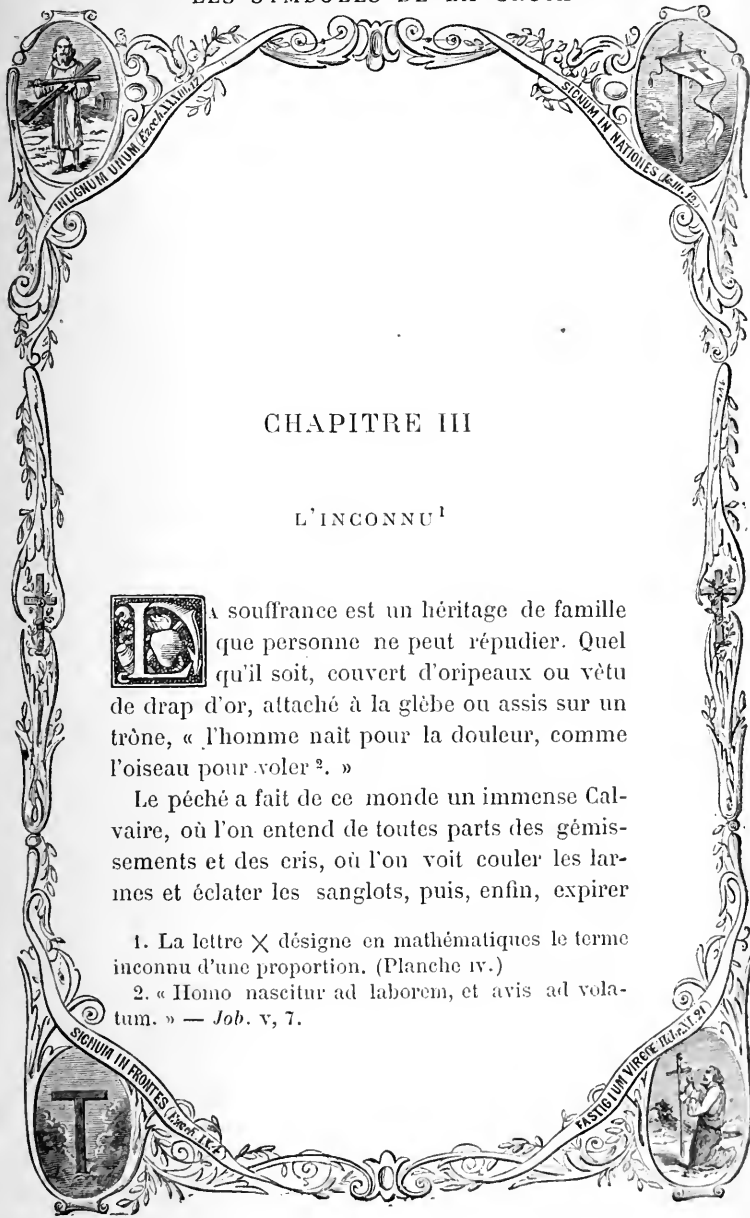 LES SYMBOLES DE LA CROIX
IN LIGNUM UNUM (Ezech.
SIGNUM IN NATIONES
CHAPITRE III
L'INCONNU¹
LA souffrance est un héritage de famille
que personne ne peut répudier. Quel
qu'il soit, couvert d'oripeaux ou vêtu
de drap d'or, attaché à la glèbe ou assis sur un
trône, « l'homme naît pour la douleur, comme
l'oiseau pour voler ². »
Le péché a fait de ce monde un immense Cal-
vaire, où l'on entend de toutes parts des gémis-
sements et des cris, où l'on voit couler les lar-
mes et éclater les sanglots, puis, enfin, expirer
1. La lettre X désigne en mathématiques le terme
inconnu d'une proportion. (Planche IV.)
2. « Homo nascitur ad laborem, et avis ad vola-
tum. » — Job. V, 7.
SIGNUM IN FRONTES (Ezech. IX. 4
T
FASTIGIUM VIRGÆ